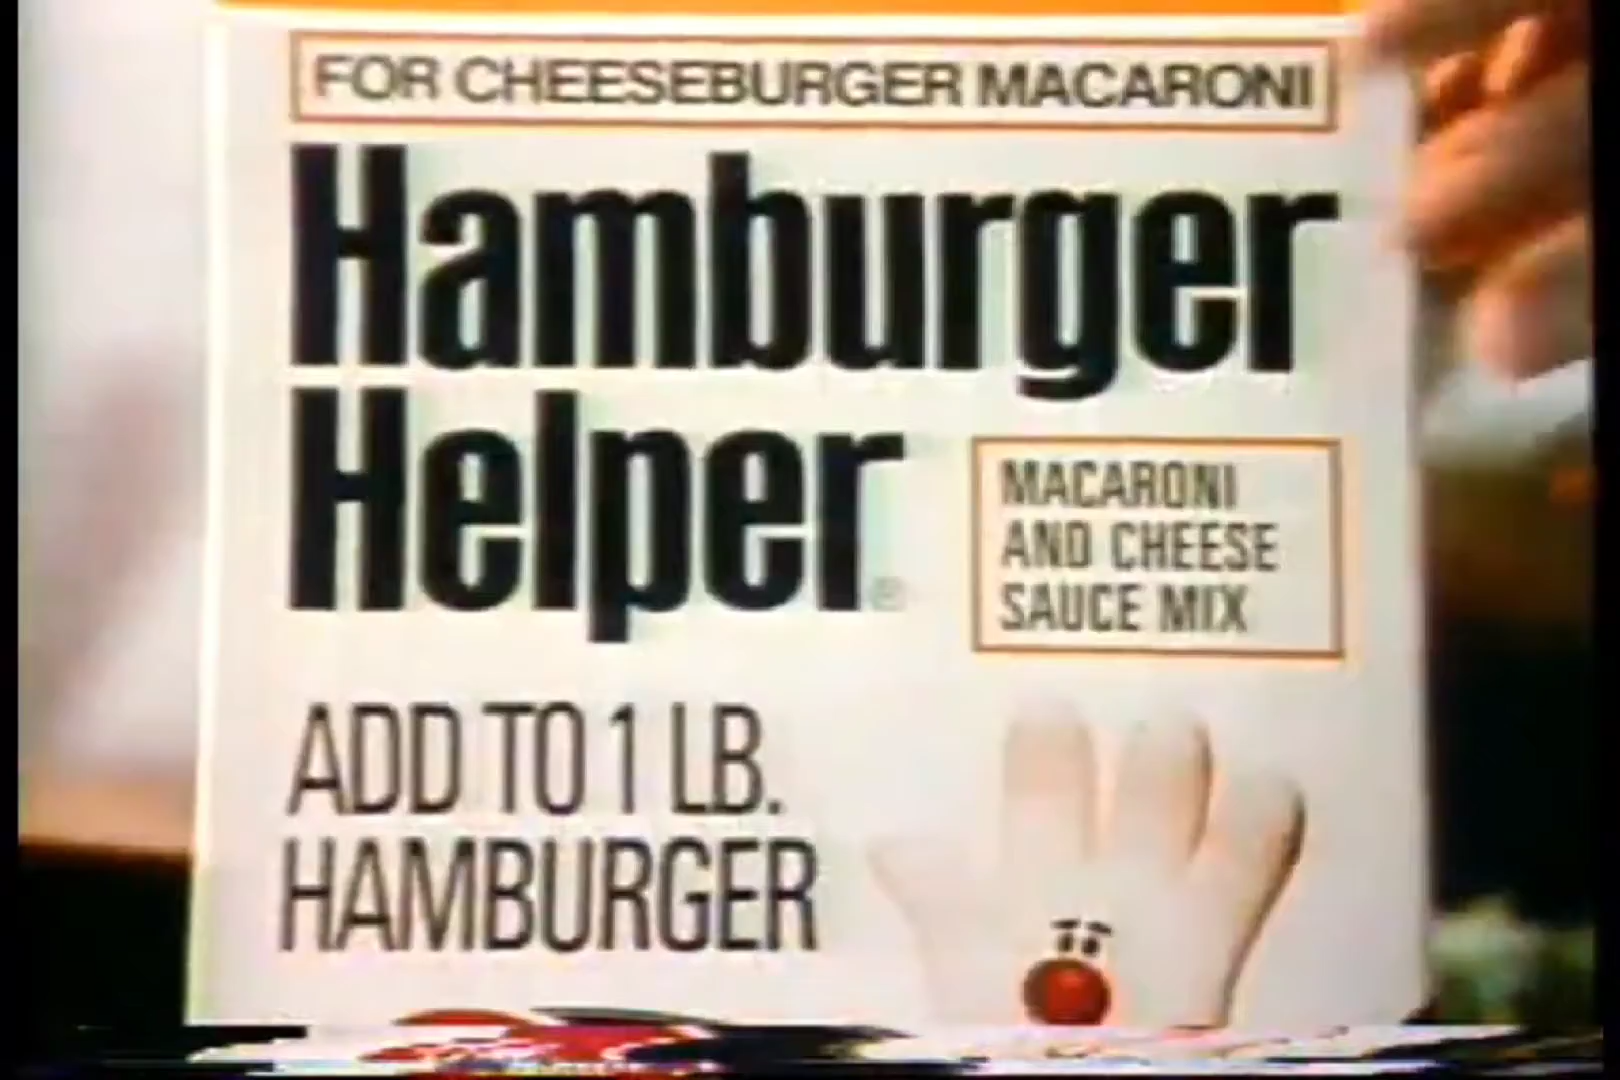 FOR CHEESEBURGER MACARONI
Hamburger
Helper®
MACARONI
AND CHEESE
SAUCE MIX
ADD TO 1 LB.
HAMBURGER